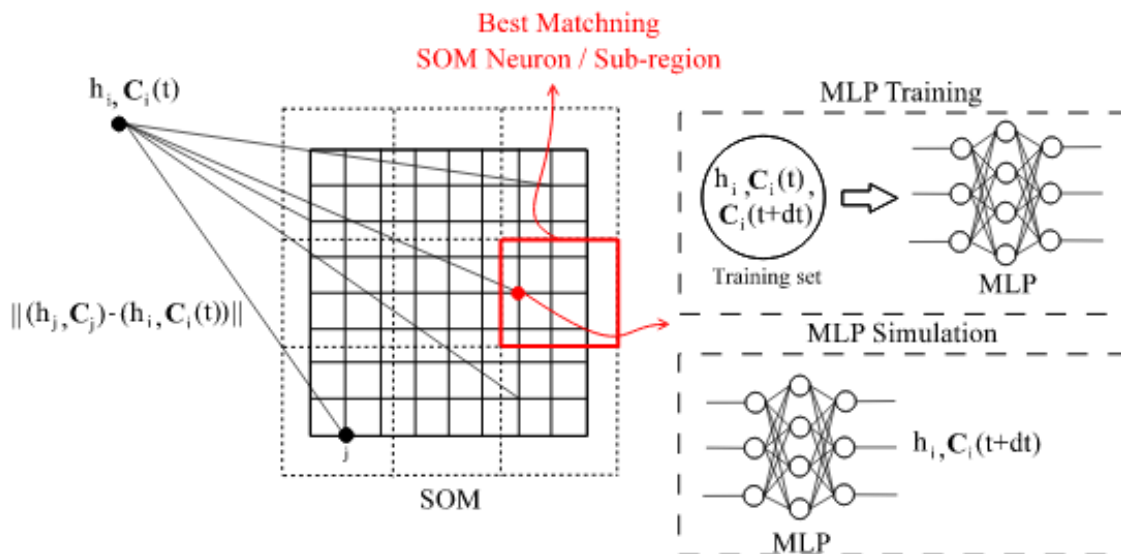 Best Matchning
SOM Neuron / Sub-region
h_i, C_i(t)
||(h_j, C_j)-(h_i, C_i(t))||
j
SOM
MLP Training
h_i, C_i(t),
C_i(t+dt)
Training set
MLP
MLP Simulation
h_i, C_i(t+dt)
MLP